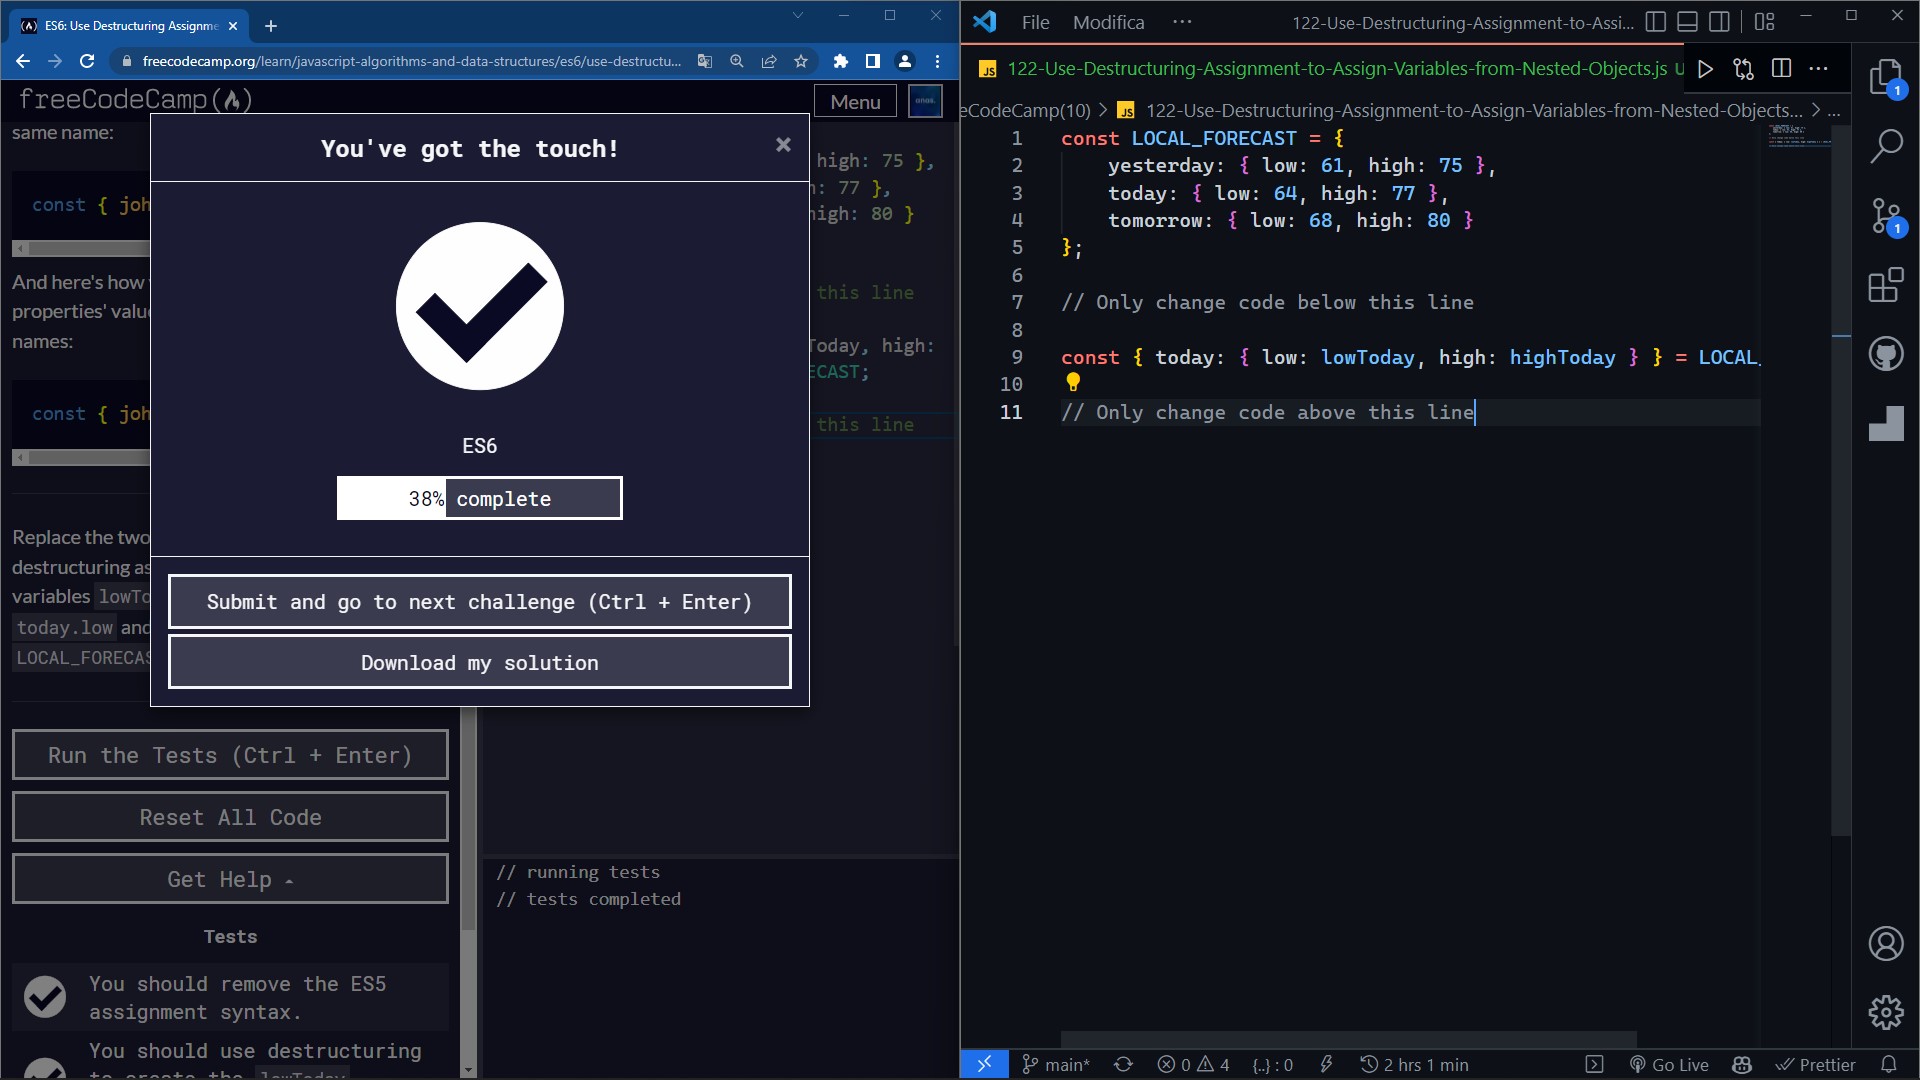 ES6: Use Destructuring Assignme
freecodecamp.org/learn/javascript-algorithms-and-data-structures/es6/use-destructu...
freeCodeCamp
Menu
same name:
const { joh
And here's how
properties' valu
names:
const { joh
Replace the two
destructuring as
variables lowTo
today.low and
LOCAL_FORECAS
high: 75 },
: 77 },
high: 80 }
this line
Today, high:
ECAST;
this line
You've got the touch!
×
ES6
38% complete
Submit and go to next challenge (Ctrl + Enter)
Download my solution
Run the Tests (Ctrl + Enter)
Reset All Code
Get Help
Tests
You should remove the ES5
assignment syntax.
You should use destructuring
to create the lowToday
// running tests
// tests completed
File Modifica ···
122-Use-Destructuring-Assignment-to-Assi...
JS 122-Use-Destructuring-Assignment-to-Assign-Variables-from-Nested-Objects.js U
eCodeCamp(10) > JS 122-Use-Destructuring-Assignment-to-Assign-Variables-from-Nested-Objects... > ...
1 const LOCAL_FORECAST = {
2 yesterday: { low: 61, high: 75 },
3 today: { low: 64, high: 77 },
4 tomorrow: { low: 68, high: 80 }
5 };
6
7 // Only change code below this line
8
9 const { today: { low: lowToday, high: highToday } } = LOCAL_
10
11 // Only change code above this line
1
1
main* 0 4 {..} : 0 2 hrs 1 min Go Live Prettier